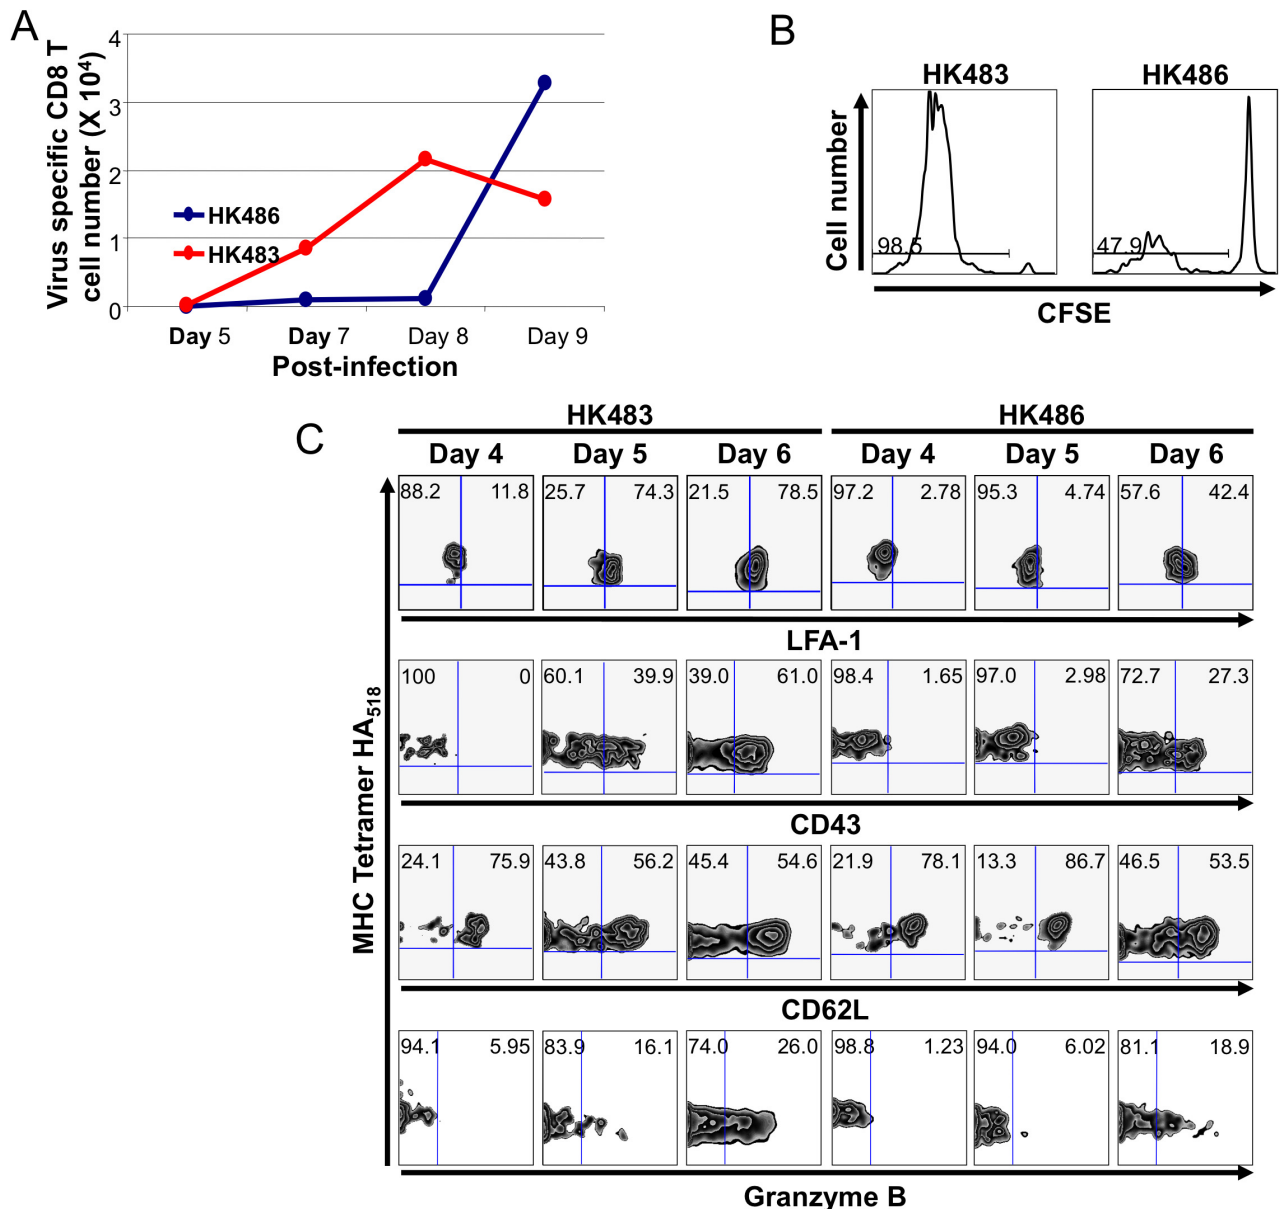 A
Virus specific CD8 T
cell number (X 10⁴)
4
3
2
1
0
HK486
HK483
Day 5
Day 7
Day 8
Day 9
Post-infection
B
HK483
HK486
Cell number
98.5
47.9
CFSE
C
HK483
HK486
Day 4
Day 5
Day 6
Day 4
Day 5
Day 6
MHC Tetramer HA₅₁₈
88.2 11.8
25.7 74.3
21.5 78.5
97.2 2.78
95.3 4.74
57.6 42.4
LFA-1
100 0
60.1 39.9
39.0 61.0
98.4 1.65
97.0 2.98
72.7 27.3
CD43
24.1 75.9
43.8 56.2
45.4 54.6
21.9 78.1
13.3 86.7
46.5 53.5
CD62L
94.1 5.95
83.9 16.1
74.0 26.0
98.8 1.23
94.0 6.02
81.1 18.9
Granzyme B